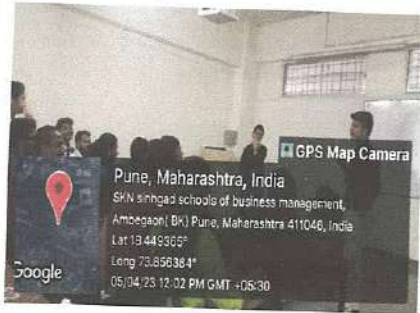 GPS Map Camera
Pune, Maharashtra, India
SKN sinhgad schools of business management,
Ambegaon( BK) Pune, Maharashtra 411046, India
Lat 18.449365°
Long 73.856384°
05/04/23 12:02 PM GMT +05:30
Google